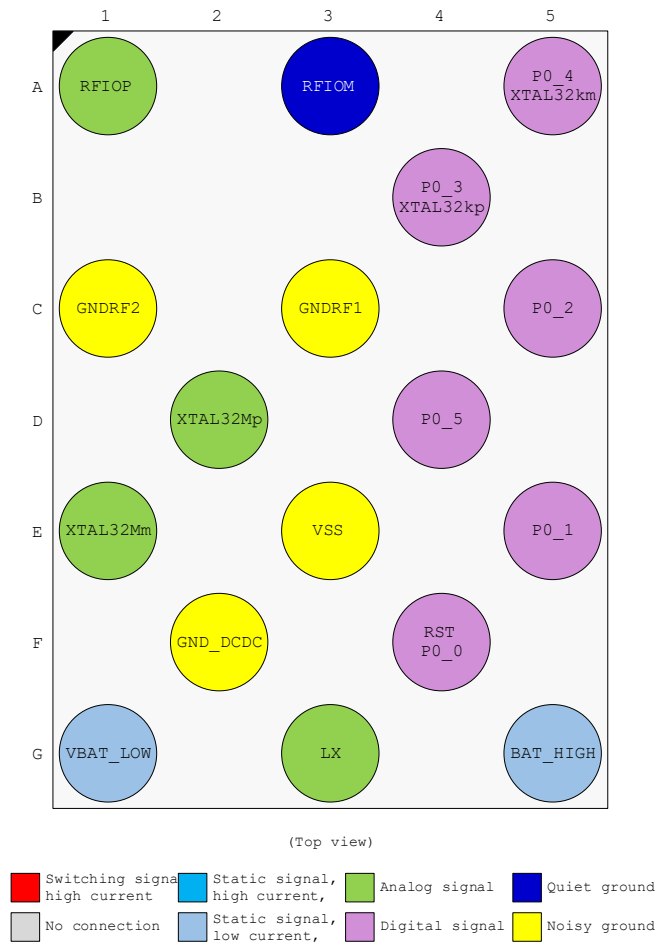 1 2 3 4 5
A RFIOP RFIOM P0_4
XTAL32km
B P0_3
XTAL32kp
C GNDRF2 GNDRF1 P0_2
D XTAL32Mp P0_5
E XTAL32Mm VSS P0_1
F GND_DCDC RST
P0_0
G VBAT_LOW LX BAT_HIGH
(Top view)
Switching signa
high current
Static signal,
high current,
Analog signal
Quiet ground
No connection
Static signal,
low current,
Digital signal
Noisy ground